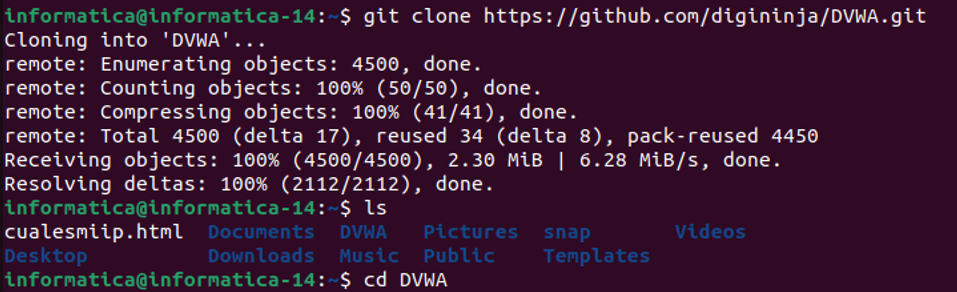 informatica@informatica-14:~$ git clone https://github.com/digininja/DVWA.git
Cloning into 'DVWA'...
remote: Enumerating objects: 4500, done.
remote: Counting objects: 100% (50/50), done.
remote: Compressing objects: 100% (41/41), done.
remote: Total 4500 (delta 17), reused 34 (delta 8), pack-reused 4450
Receiving objects: 100% (4500/4500), 2.30 MiB | 6.28 MiB/s, done.
Resolving deltas: 100% (2112/2112), done.
informatica@informatica-14:~$ ls
cualesmiip.html  Documents  DVWA   Pictures  snap       Videos
Desktop          Downloads  Music  Public    Templates
informatica@informatica-14:~$ cd DVWA